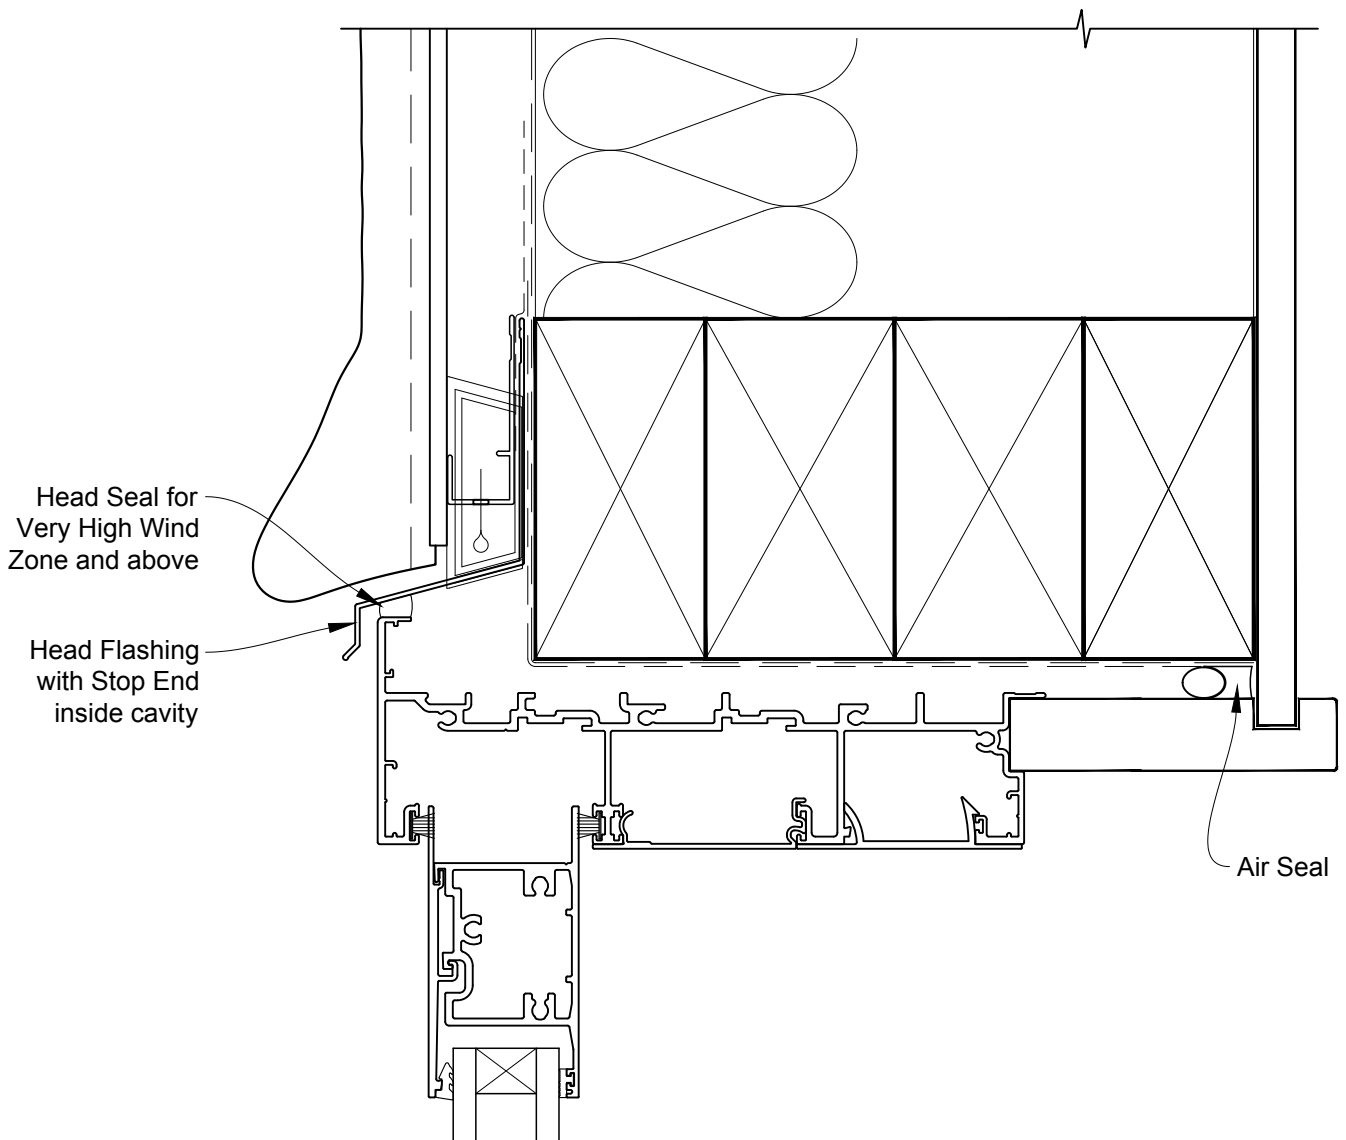 Head Seal for
Very High Wind
Zone and above
Head Flashing
with Stop End
inside cavity
Air Seal